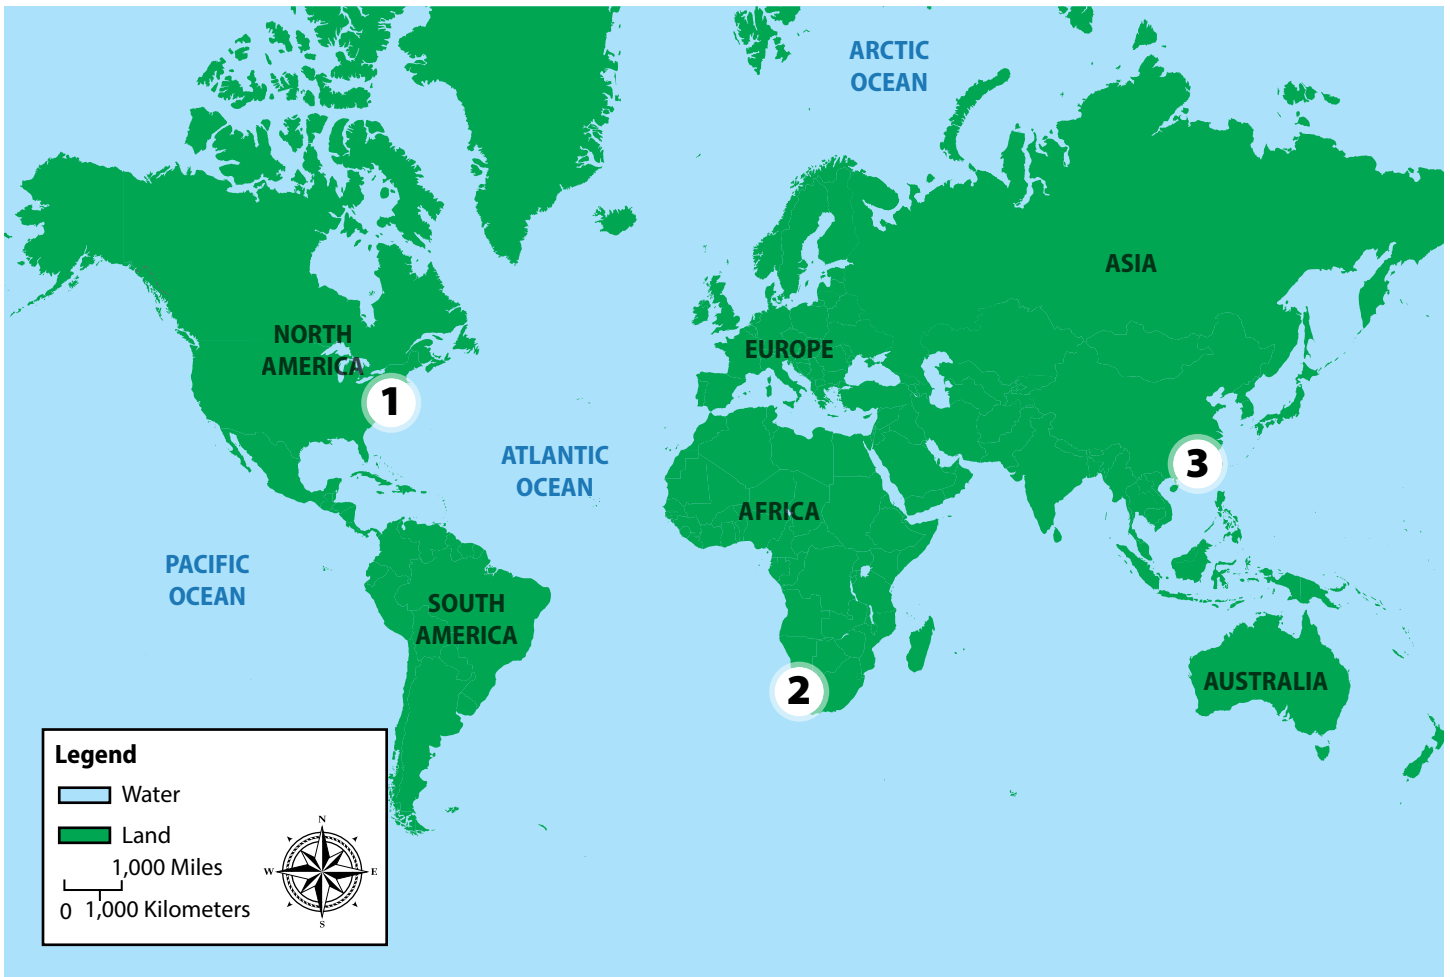 ARCTIC
OCEAN
ASIA
NORTH
AMERICA
EUROPE
1
ATLANTIC
OCEAN
3
AFRICA
PACIFIC
OCEAN
SOUTH
AMERICA
2
AUSTRALIA
Legend
Water
Land
1,000 Miles
0 1,000 Kilometers
N
W E
S